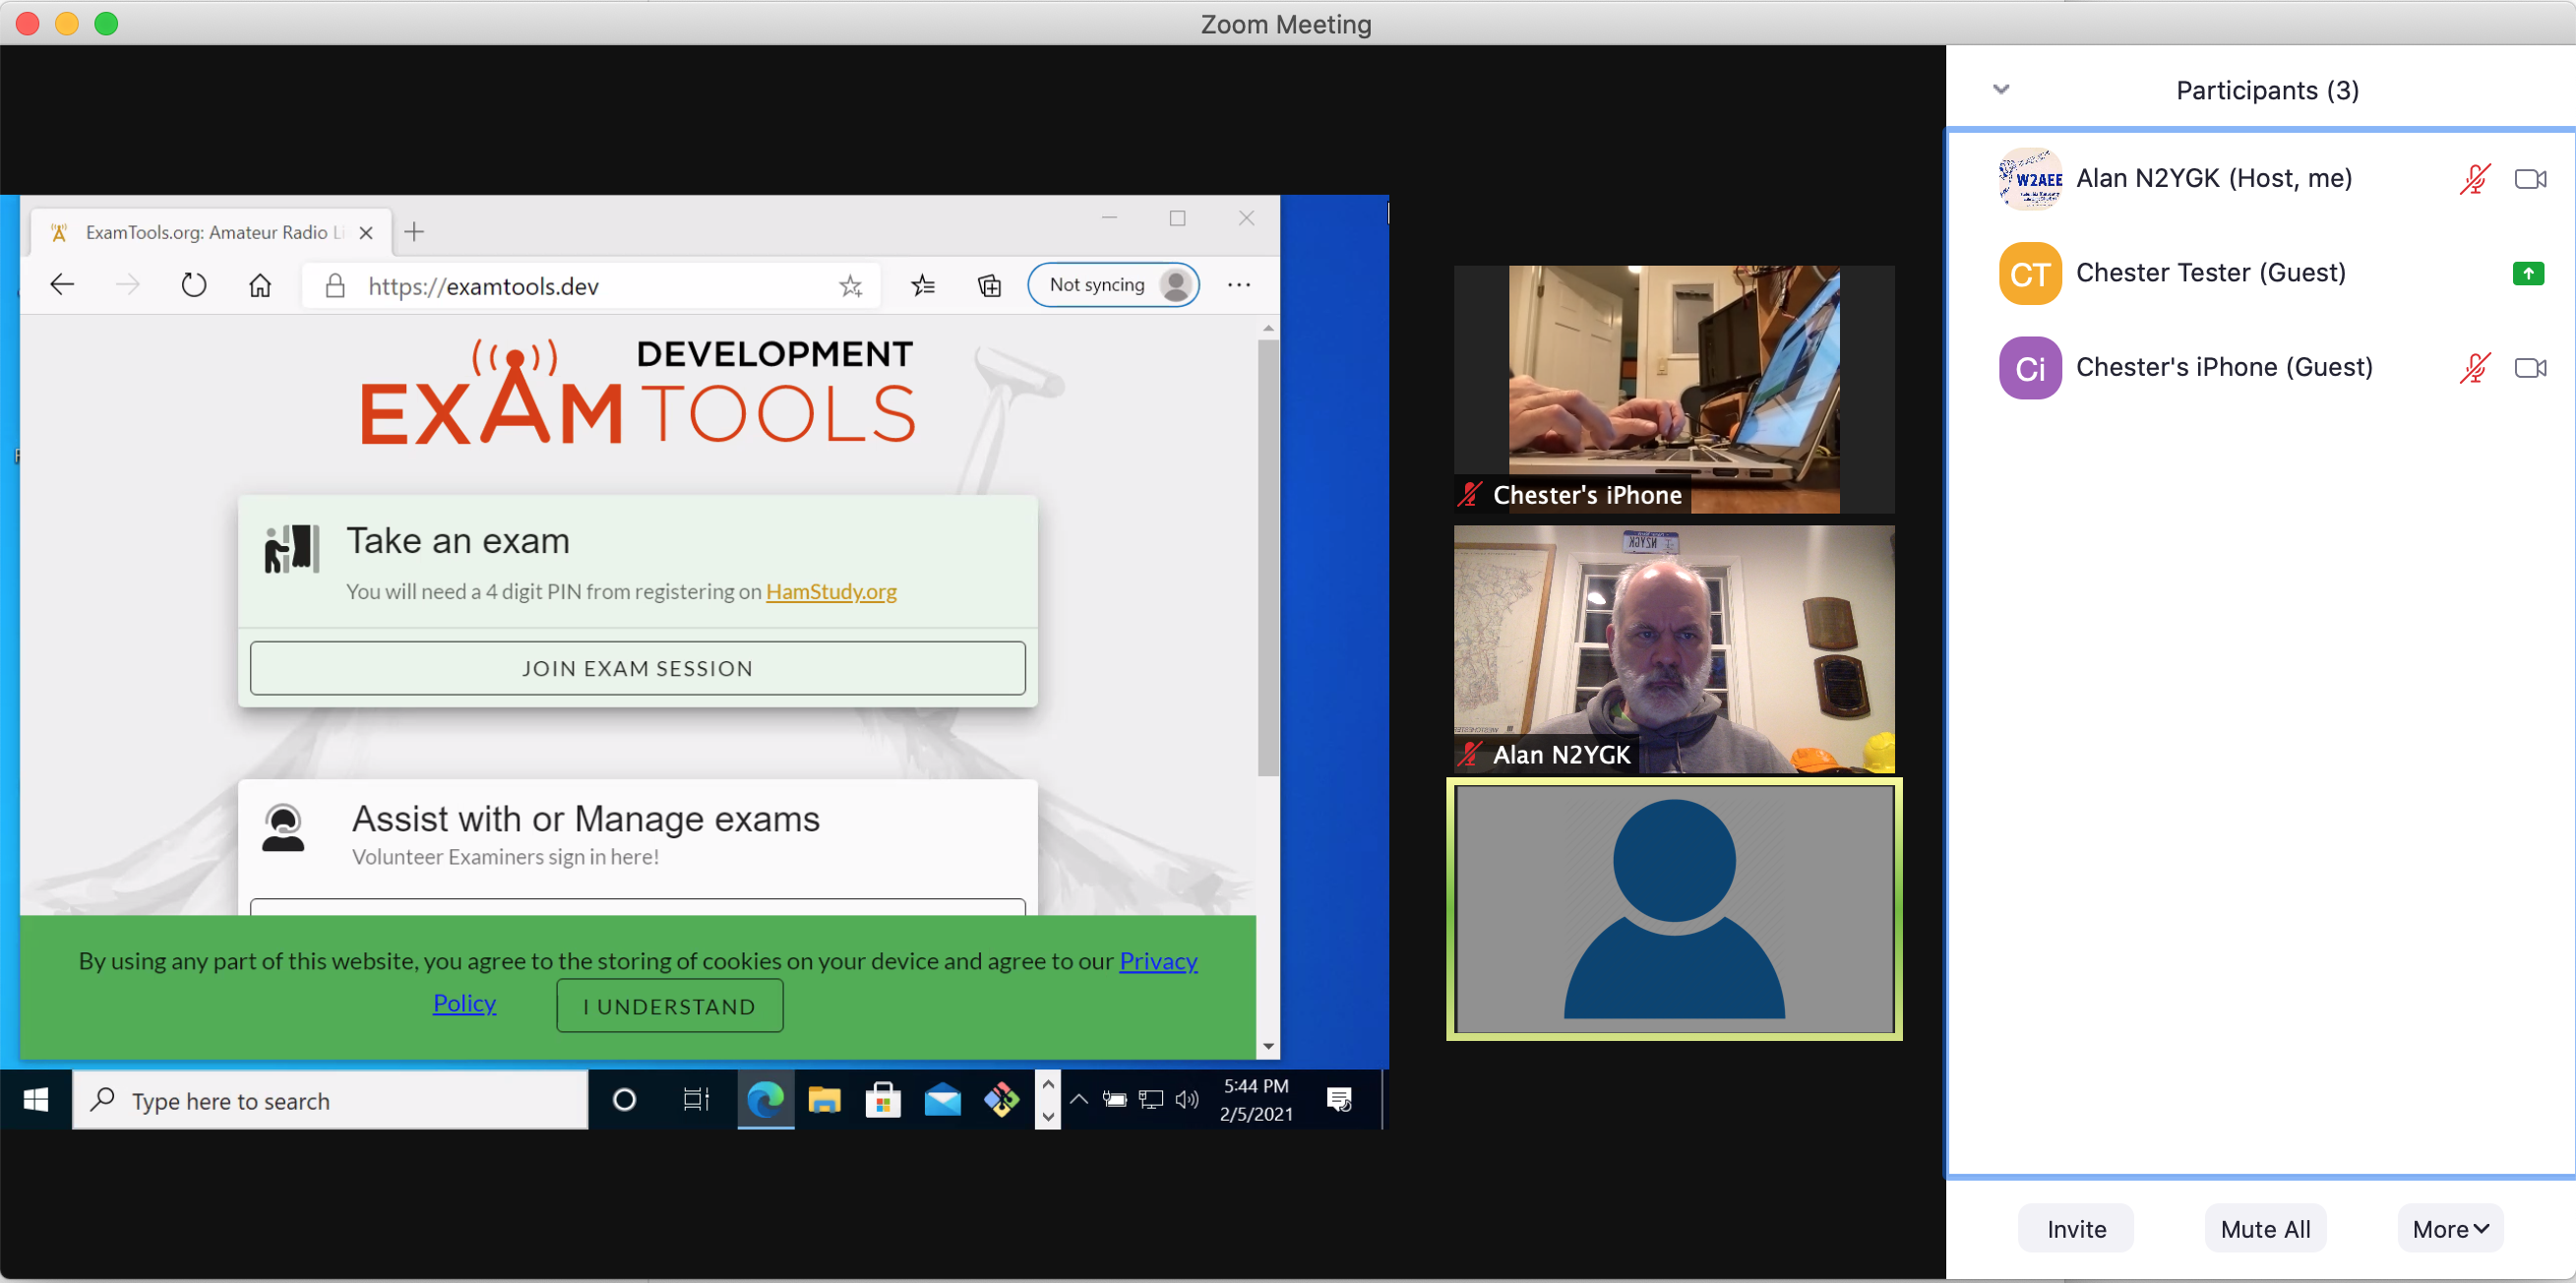 Zoom Meeting
Participants (3)
W2AEE
Alan N2YGK (Host, me)
CT
Chester Tester (Guest)
Ci
Chester's iPhone (Guest)
Invite
Mute All
More
ExamTools.org: Amateur Radio Li
https://examtools.dev
Not syncing
DEVELOPMENT
EXAMTOOLS
Take an exam
You will need a 4 digit PIN from registering on HamStudy.org
JOIN EXAM SESSION
Assist with or Manage exams
Volunteer Examiners sign in here!
By using any part of this website, you agree to the storing of cookies on your device and agree to our Privacy
Policy
I UNDERSTAND
Type here to search
5:44 PM
2/5/2021
Chester's iPhone
N2YGK
Alan N2YGK